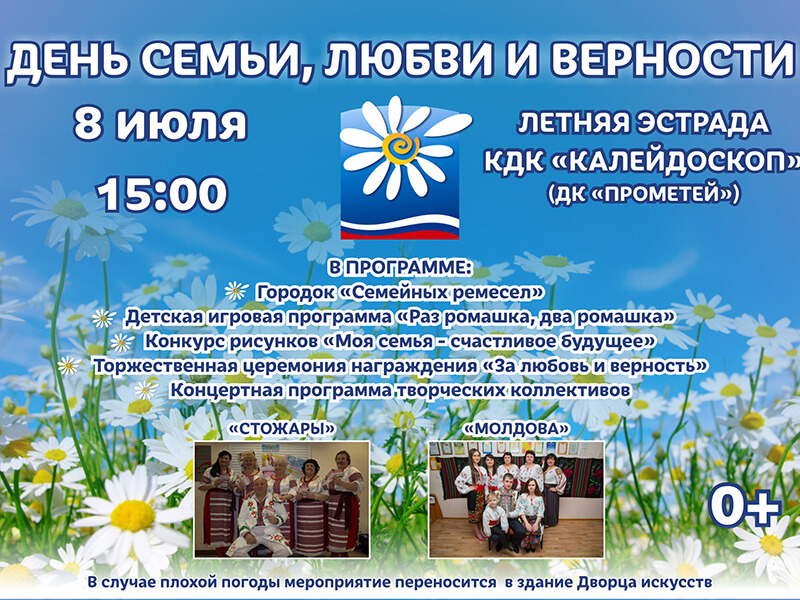 ДЕНЬ СЕМЬИ, ЛЮБВИ И ВЕРНОСТИ
8 ИЮЛЯ
15:00
ЛЕТНЯЯ ЭСТРАДА
КДК «КАЛЕЙДОСКОП»
(ДК «ПРОМЕТЕЙ»)
В ПРОГРАММЕ:
Городок «Семейных ремесел»
Детская игровая программа «Раз ромашка, два ромашка»
Конкурс рисунков «Моя семья - счастливое будущее»
Торжественная церемония награждения «За любовь и верность»
Концертная программа творческих коллективов
«СТОЖАРЫ»
«МОЛДОВА»
0+
В случае плохой погоды мероприятие переносится в здание Дворца искусств